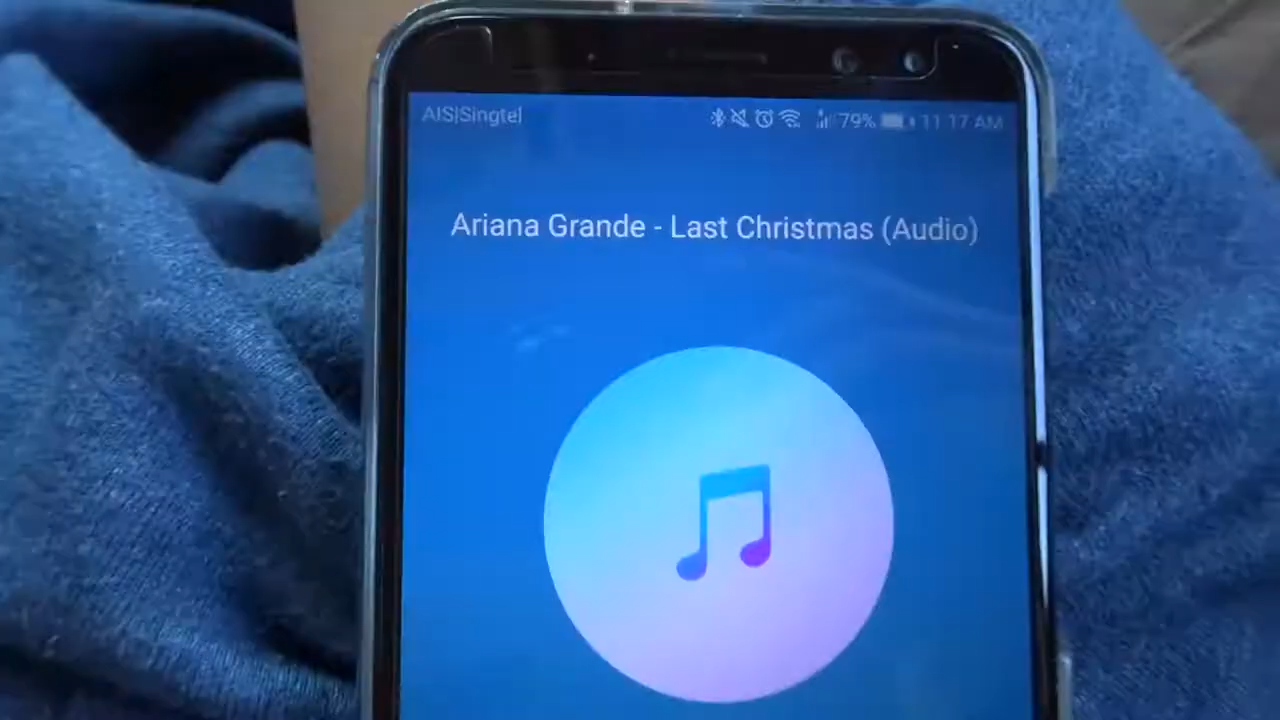 AIS|Singtel 79% 11:17 AM
Ariana Grande - Last Christmas (Audio)